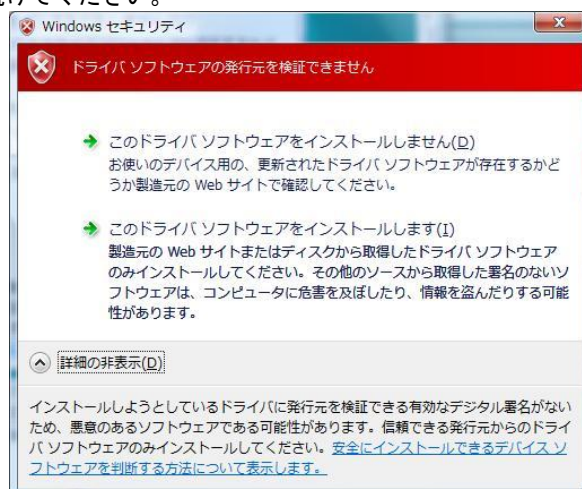 けてください。
Windows セキュリティ
ドライバ ソフトウェアの発行元を検証できません
このドライバ ソフトウェアをインストールしません(D)
お使いのデバイス用の、更新されたドライバ ソフトウェアが存在するかど
うか製造元の Web サイトで確認してください。
このドライバ ソフトウェアをインストールします(I)
製造元の Web サイトまたはディスクから取得したドライバ ソフトウェア
のみインストールしてください。その他のソースから取得した署名のないソ
フトウェアは、コンピュータに危害を及ぼしたり、情報を盗んだりする可能
性があります。
詳細の非表示(D)
インストールしようとしているドライバに発行元を検証できる有効なデジタル署名がない
ため、悪意のあるソフトウェアである可能性があります。信頼できる発行元からのドライ
バ ソフトウェアのみインストールしてください。安全にインストールできるデバイス ソ
フトウェアを判断する方法について表示します。